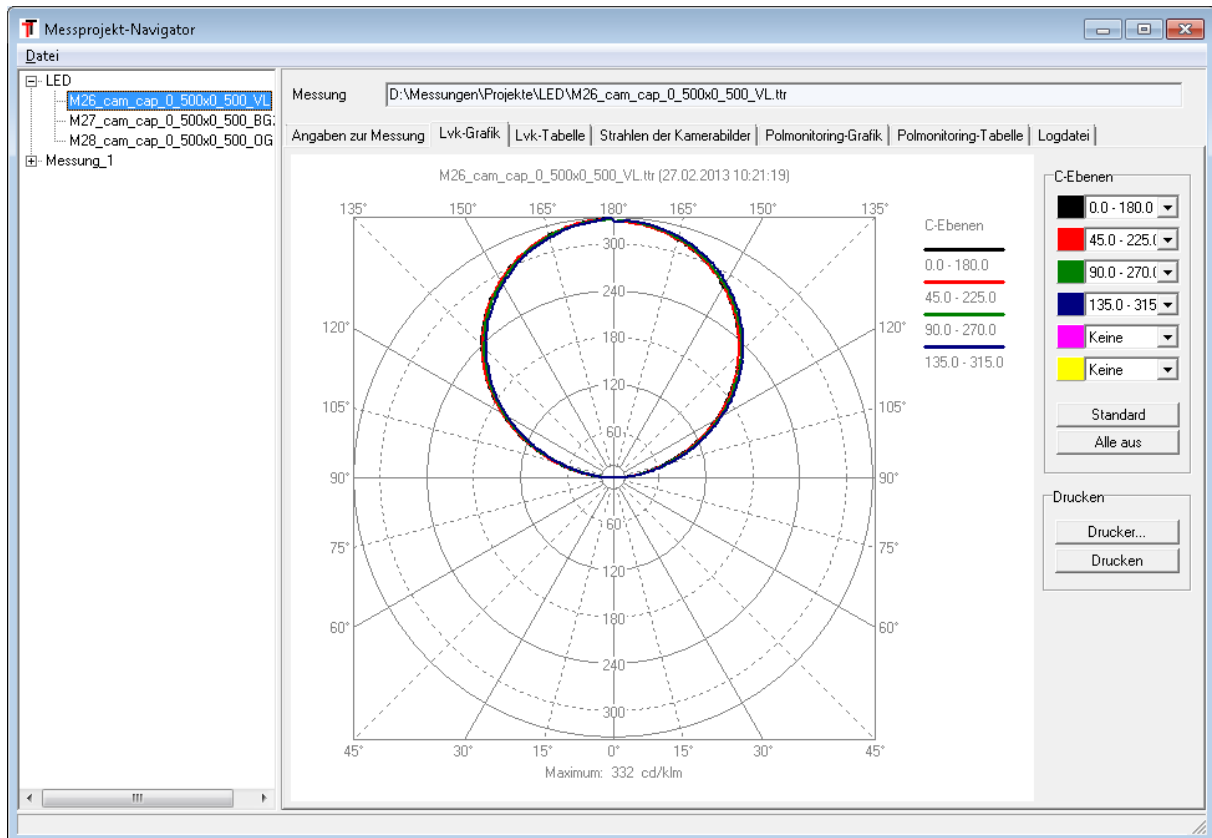 Messprojekt-Navigator
Datei
LED
M26_cam_cap_0_500x0_500_VL
M27_cam_cap_0_500x0_500_BG
M28_cam_cap_0_500x0_500_OG
Messung_1
Messung D:\Messungen\Projekte\LED\M26_cam_cap_0_500x0_500_VL.ttr
Angaben zur Messung Lvk-Grafik Lvk-Tabelle Strahlen der Kamerabilder Polmonitoring-Grafik Polmonitoring-Tabelle Logdatei
M26_cam_cap_0_500x0_500_VL.ttr (27.02.2013 10:21:19)
135° 150° 165° 180° 165° 150° 135°
300
240
120° 180 120°
120
105° 60 105°
90° 90°
60
75° 120 75°
180
60° 240 60°
300
45° 30° 15° 0° 15° 30° 45°
Maximum: 332 cd/klm
C-Ebenen
0.0 - 180.0
45.0 - 225.0
90.0 - 270.0
135.0 - 315.0
C-Ebenen
0.0 - 180.0
45.0 - 225.(
90.0 - 270.(
135.0 - 315
Keine
Keine
Standard
Alle aus
Drucken
Drucker...
Drucken